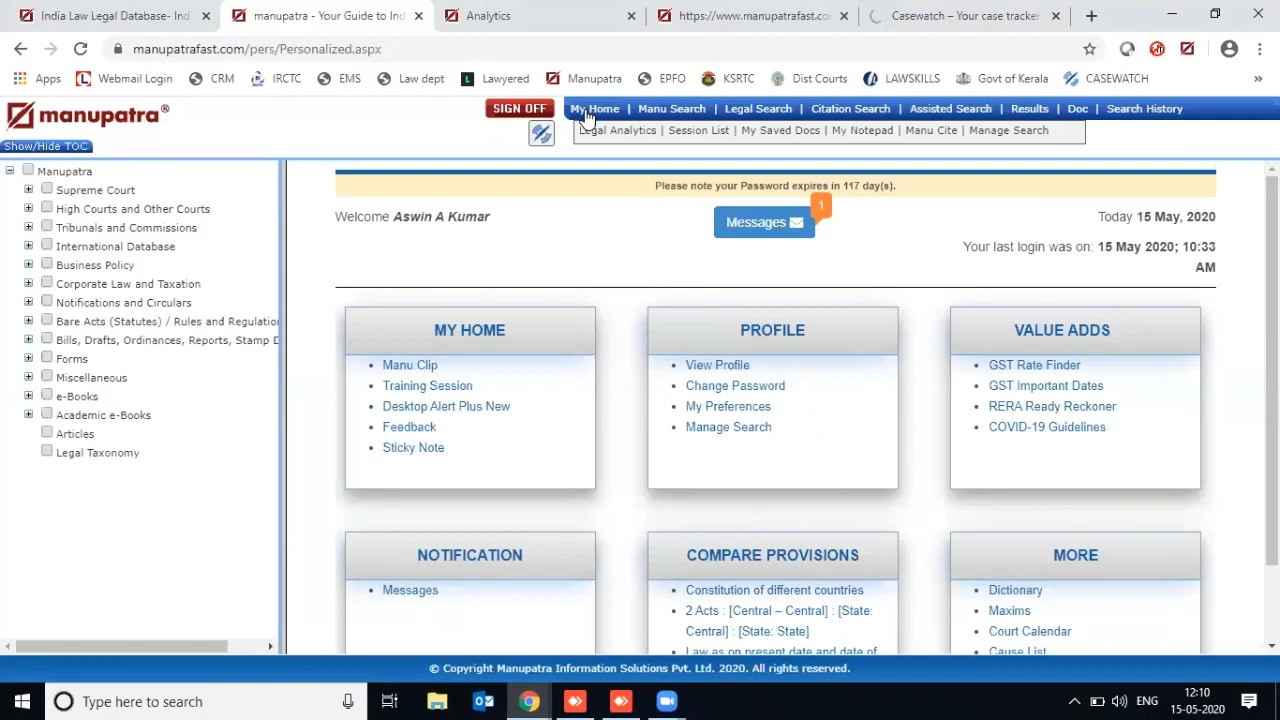 India Law Legal Database- Ind
manupatra - Your Guide to Ind
Analytics
https://www.manupatrafast.co
Casewatch – Your case tracker
manupatrafast.com/pers/Personalized.aspx
Apps
Webmail Login
CRM
IRCTC
EMS
Law dept
Lawyered
Manupatra
EPFO
KSRTC
Dist Courts
LAWSKILLS
Govt of Kerala
CASEWATCH
manupatra®
SIGN OFF
My Home | Manu Search | Legal Search | Citation Search | Assisted Search | Results | Doc | Search History
Legal Analytics | Session List | My Saved Docs | My Notepad | Manu Cite | Manage Search
Show/Hide TOC
Manupatra
Supreme Court
High Courts and Other Courts
Tribunals and Commissions
International Database
Business Policy
Corporate Law and Taxation
Notifications and Circulars
Bare Acts (Statutes) / Rules and Regulation
Bills, Drafts, Ordinances, Reports, Stamp D
Forms
Miscellaneous
e-Books
Academic e-Books
Articles
Legal Taxonomy
Please note your Password expires in 117 day(s).
Welcome Aswin A Kumar
Messages
1
Today 15 May, 2020
Your last login was on: 15 May 2020; 10:33
AM
MY HOME
Manu Clip
Training Session
Desktop Alert Plus New
Feedback
Sticky Note
PROFILE
View Profile
Change Password
My Preferences
Manage Search
VALUE ADDS
GST Rate Finder
GST Important Dates
RERA Ready Reckoner
COVID-19 Guidelines
NOTIFICATION
Messages
COMPARE PROVISIONS
Constitution of different countries
2 Acts : [Central – Central] : [State:
Central] : [State: State]
Law as on present date and date of
MORE
Dictionary
Maxims
Court Calendar
Cause List
© Copyright Manupatra Information Solutions Pvt. Ltd. 2020. All rights reserved.
Type here to search
ENG
12:10
15-05-2020